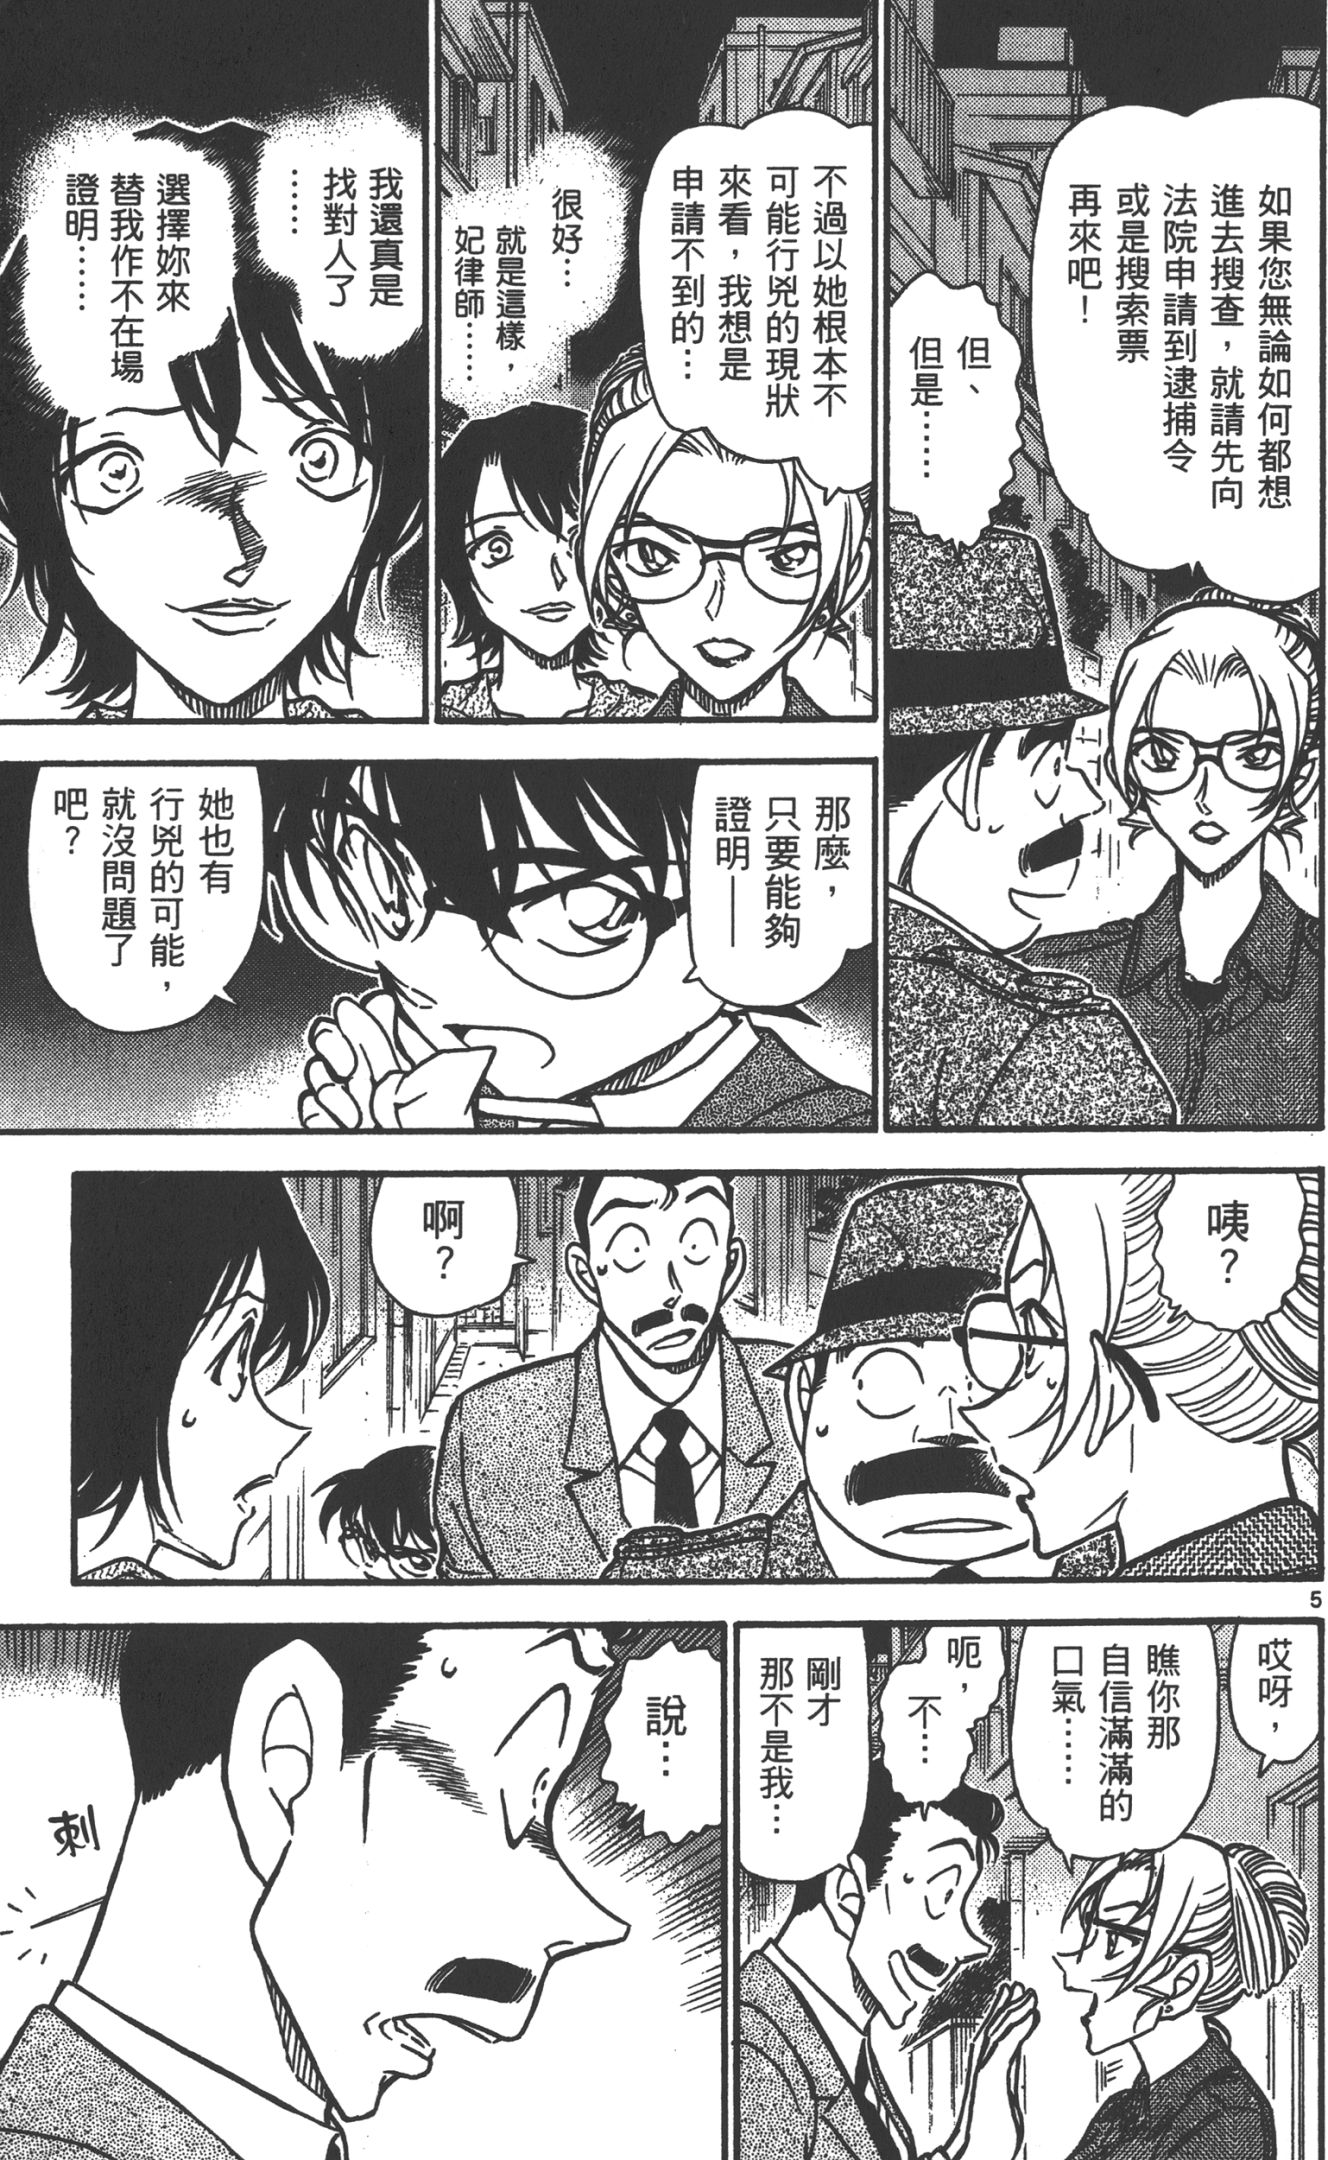 如果您無論如何都想
進去搜查，就請先向
法院申請到逮捕令
或是搜索票
再來吧！
但、
但是……
不過以她根本不
可能行兇的現狀
來看，我想是
申請不到的…
很好…
就是這樣，
妃律師……
我還真是
找對人了
……
選擇妳來
替我作不在場
證明……
那麼，
只要能夠
證明——
她也有
行兇的可能，
就沒問題了
吧？
咦？
啊？
5
哎呀，
瞧你那
自信滿滿的
口氣……
呃，
不…
剛才
那不是我…
說…
刺